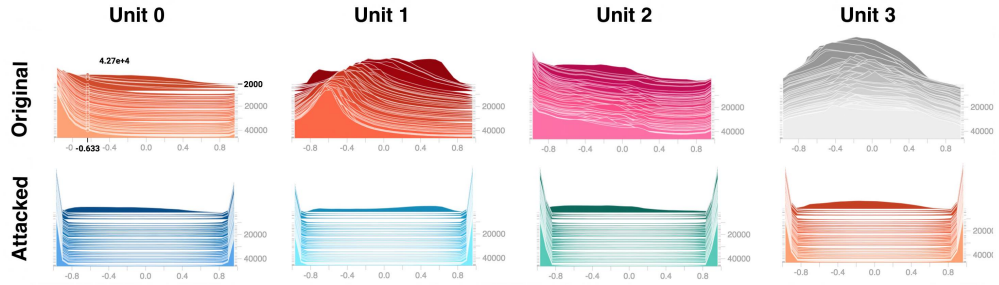 Unit 0 Unit 1 Unit 2 Unit 3
Original
4.27e+4
2000
20000 20000 20000 20000
40000 40000 40000 40000
-0 -0.4 0.0 0.4 0.8 -0.8 -0.4 0.0 0.4 0.8 -0.8 -0.4 0.0 0.4 0.8 -0.8 -0.4 0.0 0.4 0.8
-0.633
Attacked
20000 20000 20000 20000
40000 40000 40000 40000
-0.8 -0.4 0.0 0.4 0.8 -0.8 -0.4 0.0 0.4 0.8 -0.8 -0.4 0.0 0.4 0.8 -0.8 -0.4 0.0 0.4 0.8